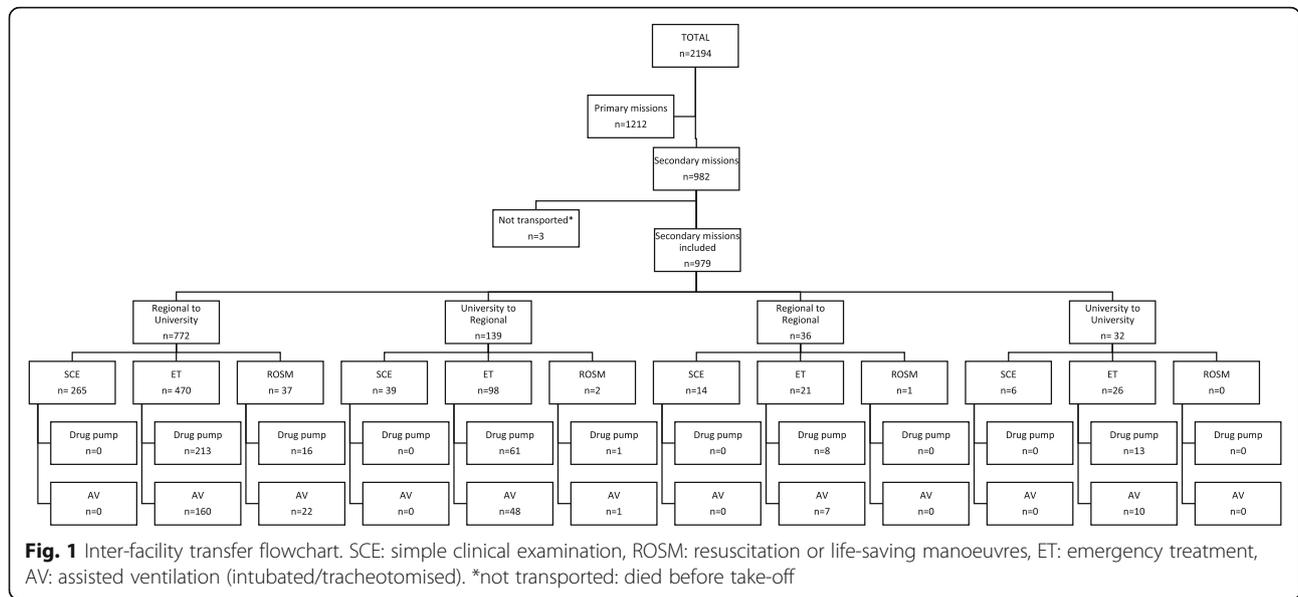 TOTAL
n=2194
Primary missions
n=1212
Secondary missions
n=982
Not transported*
n=3
Secondary missions
included
n=979
Regional to
University
n=772
University to
Regional
n=139
Regional to
Regional
n=36
University to
University
n= 32
SCE
n= 265
ET
n= 470
ROSM
n= 37
SCE
n= 39
ET
n=98
ROSM
n=2
SCE
n=14
ET
n=21
ROSM
n=1
SCE
n=6
ET
n=26
ROSM
n=0
Drug pump
n=0
Drug pump
n=213
Drug pump
n=16
Drug pump
n=0
Drug pump
n=61
Drug pump
n=1
Drug pump
n=0
Drug pump
n=8
Drug pump
n=0
Drug pump
n=0
Drug pump
n=13
Drug pump
n=0
AV
n=0
AV
n=160
AV
n=22
AV
n=0
AV
n=48
AV
n=1
AV
n=0
AV
n=7
AV
n=0
AV
n=0
AV
n=10
AV
n=0
Fig. 1 Inter-facility transfer flowchart. SCE: simple clinical examination, ROSM: resuscitation or life-saving manoeuvres, ET: emergency treatment,
AV: assisted ventilation (intubated/tracheotomised). *not transported: died before take-off